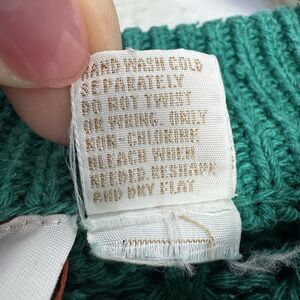 HAND WASH COLD
SEPARATELY
DO NOT TWIST
OR WRING. ONLY
NON-CHLORINE
BLEACH WHEN
NEEDED. RESHAPE
AND DRY FLAT